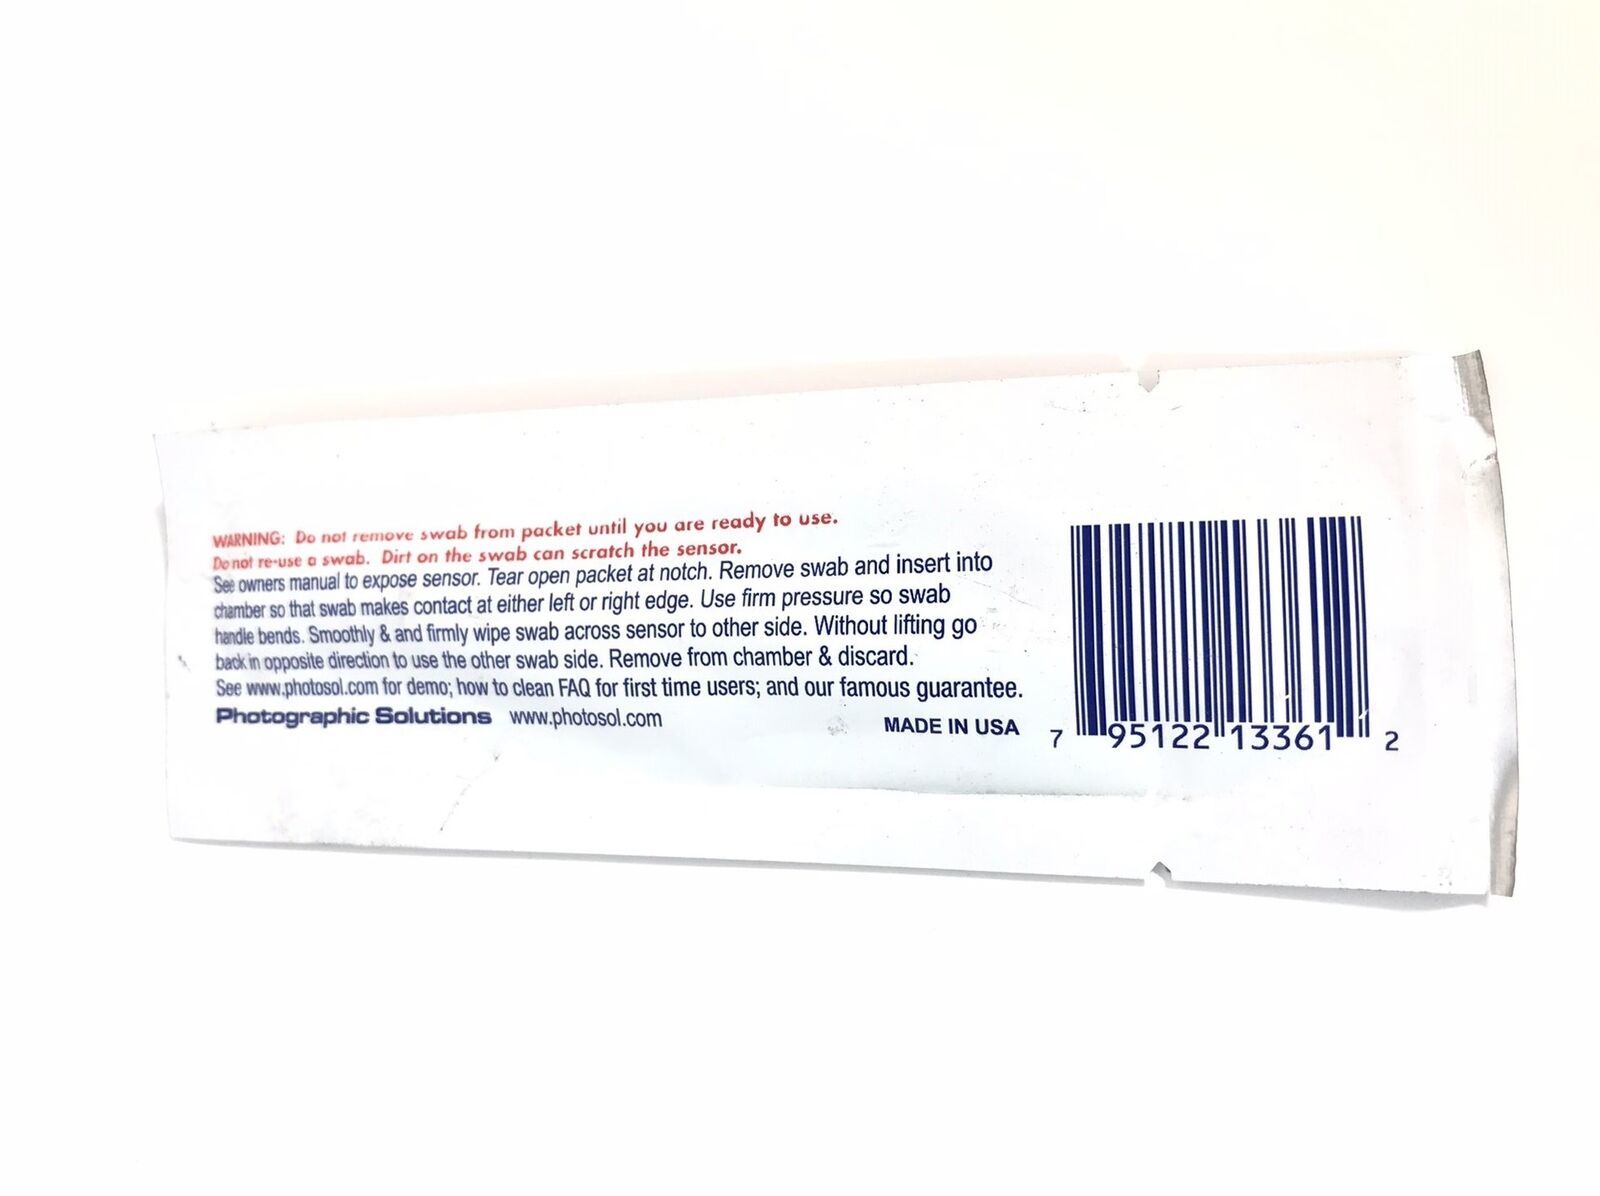 WARNING: Do not remove swab from packet until you are ready to use.
Do not re-use a swab. Dirt on the swab can scratch the sensor.
See owners manual to expose sensor. Tear open packet at notch. Remove swab and insert into
chamber so that swab makes contact at either left or right edge. Use firm pressure so swab
handle bends. Smoothly & and firmly wipe swab across sensor to other side. Without lifting go
back in opposite direction to use the other swab side. Remove from chamber & discard.
See www.photosol.com for demo; how to clean FAQ for first time users; and our famous guarantee.
Photographic Solutions www.photosol.com MADE IN USA
7 95122 13361 2